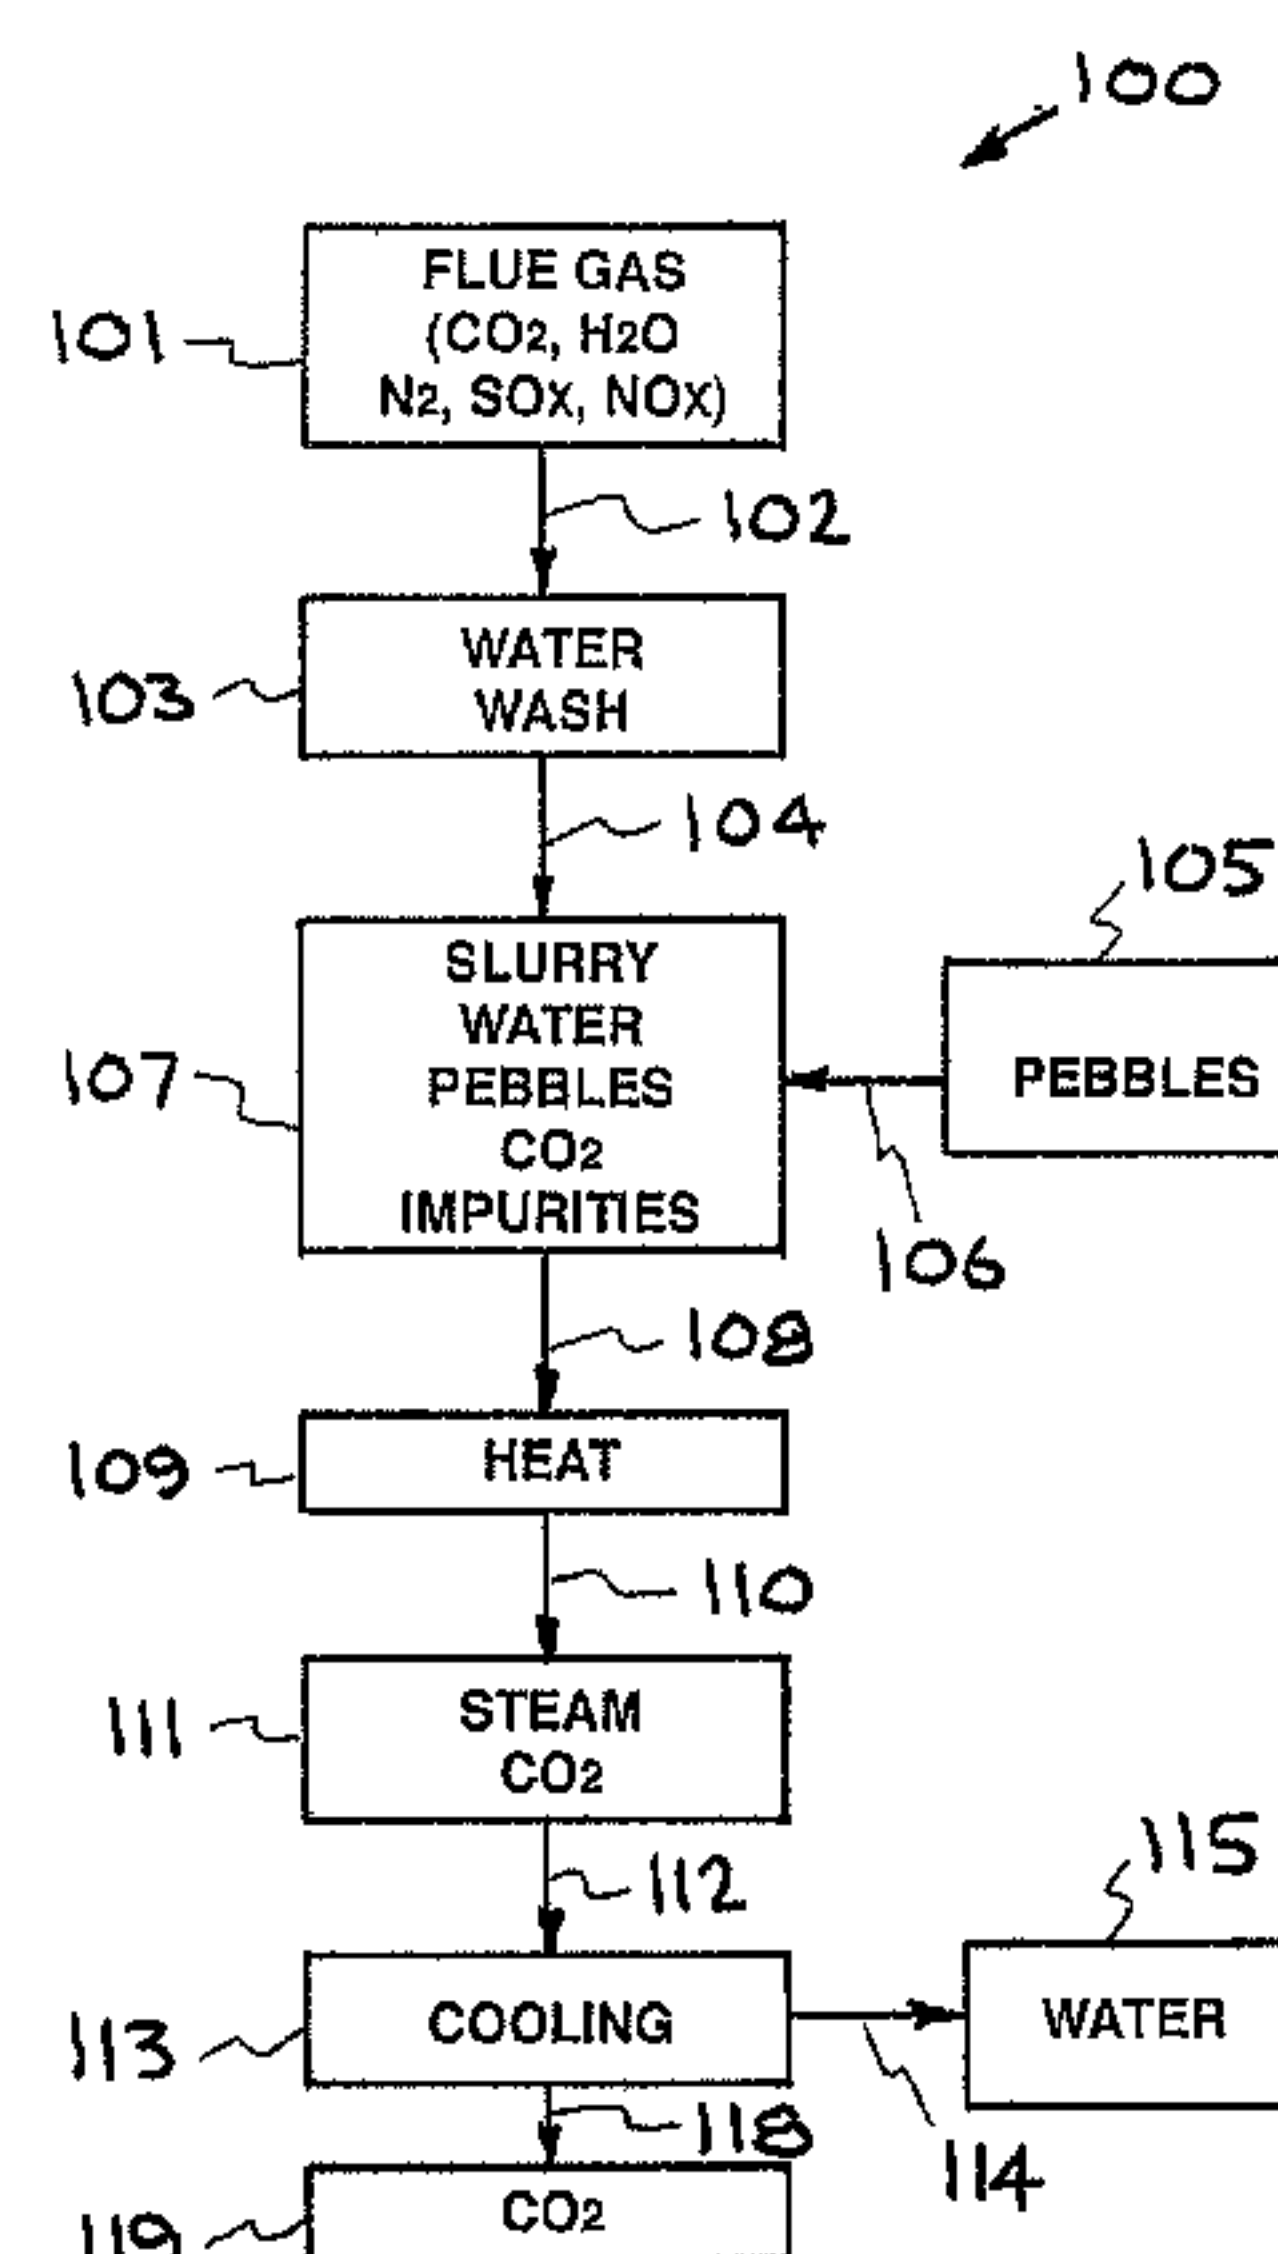 100
FLUE GAS
(CO2, H2O
N2, SOX, NOX)
101
102
WATER
WASH
103
104
105
SLURRY
WATER
PEBBLES
CO2
IMPURITIES
107
PEBBLES
106
108
HEAT
109
110
STEAM
CO2
111
112
115
COOLING
113
WATER
114
118
CO2
119